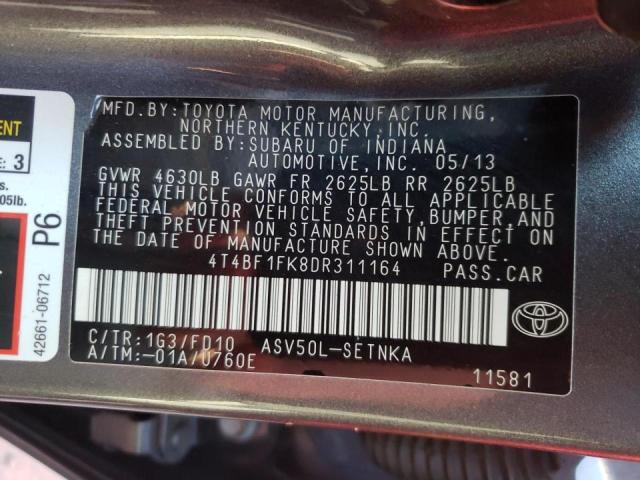 MFD.BY:TOYOTA MOTOR MANUFACTURING,
NORTHERN KENTUCKY,INC.
ASSEMBLED BY:SUBARU OF INDIANA
AUTOMOTIVE,INC. 05/13
GVWR 4630LB GAWR FR 2625LB RR 2625LB
THIS VEHICLE CONFORMS TO ALL APPLICABLE
FEDERAL MOTOR VEHICLE SAFETY,BUMPER,AND
THEFT PREVENTION STANDARDS IN EFFECT ON
THE DATE OF MANUFACTURE SHOWN ABOVE.
4T4BF1FK8DR311164 PASS.CAR
C/TR:1G3/FD10 ASV50L-SETNKA
A/TM:-01A/U760E
11581
3
05lb.
P6
42661-06712